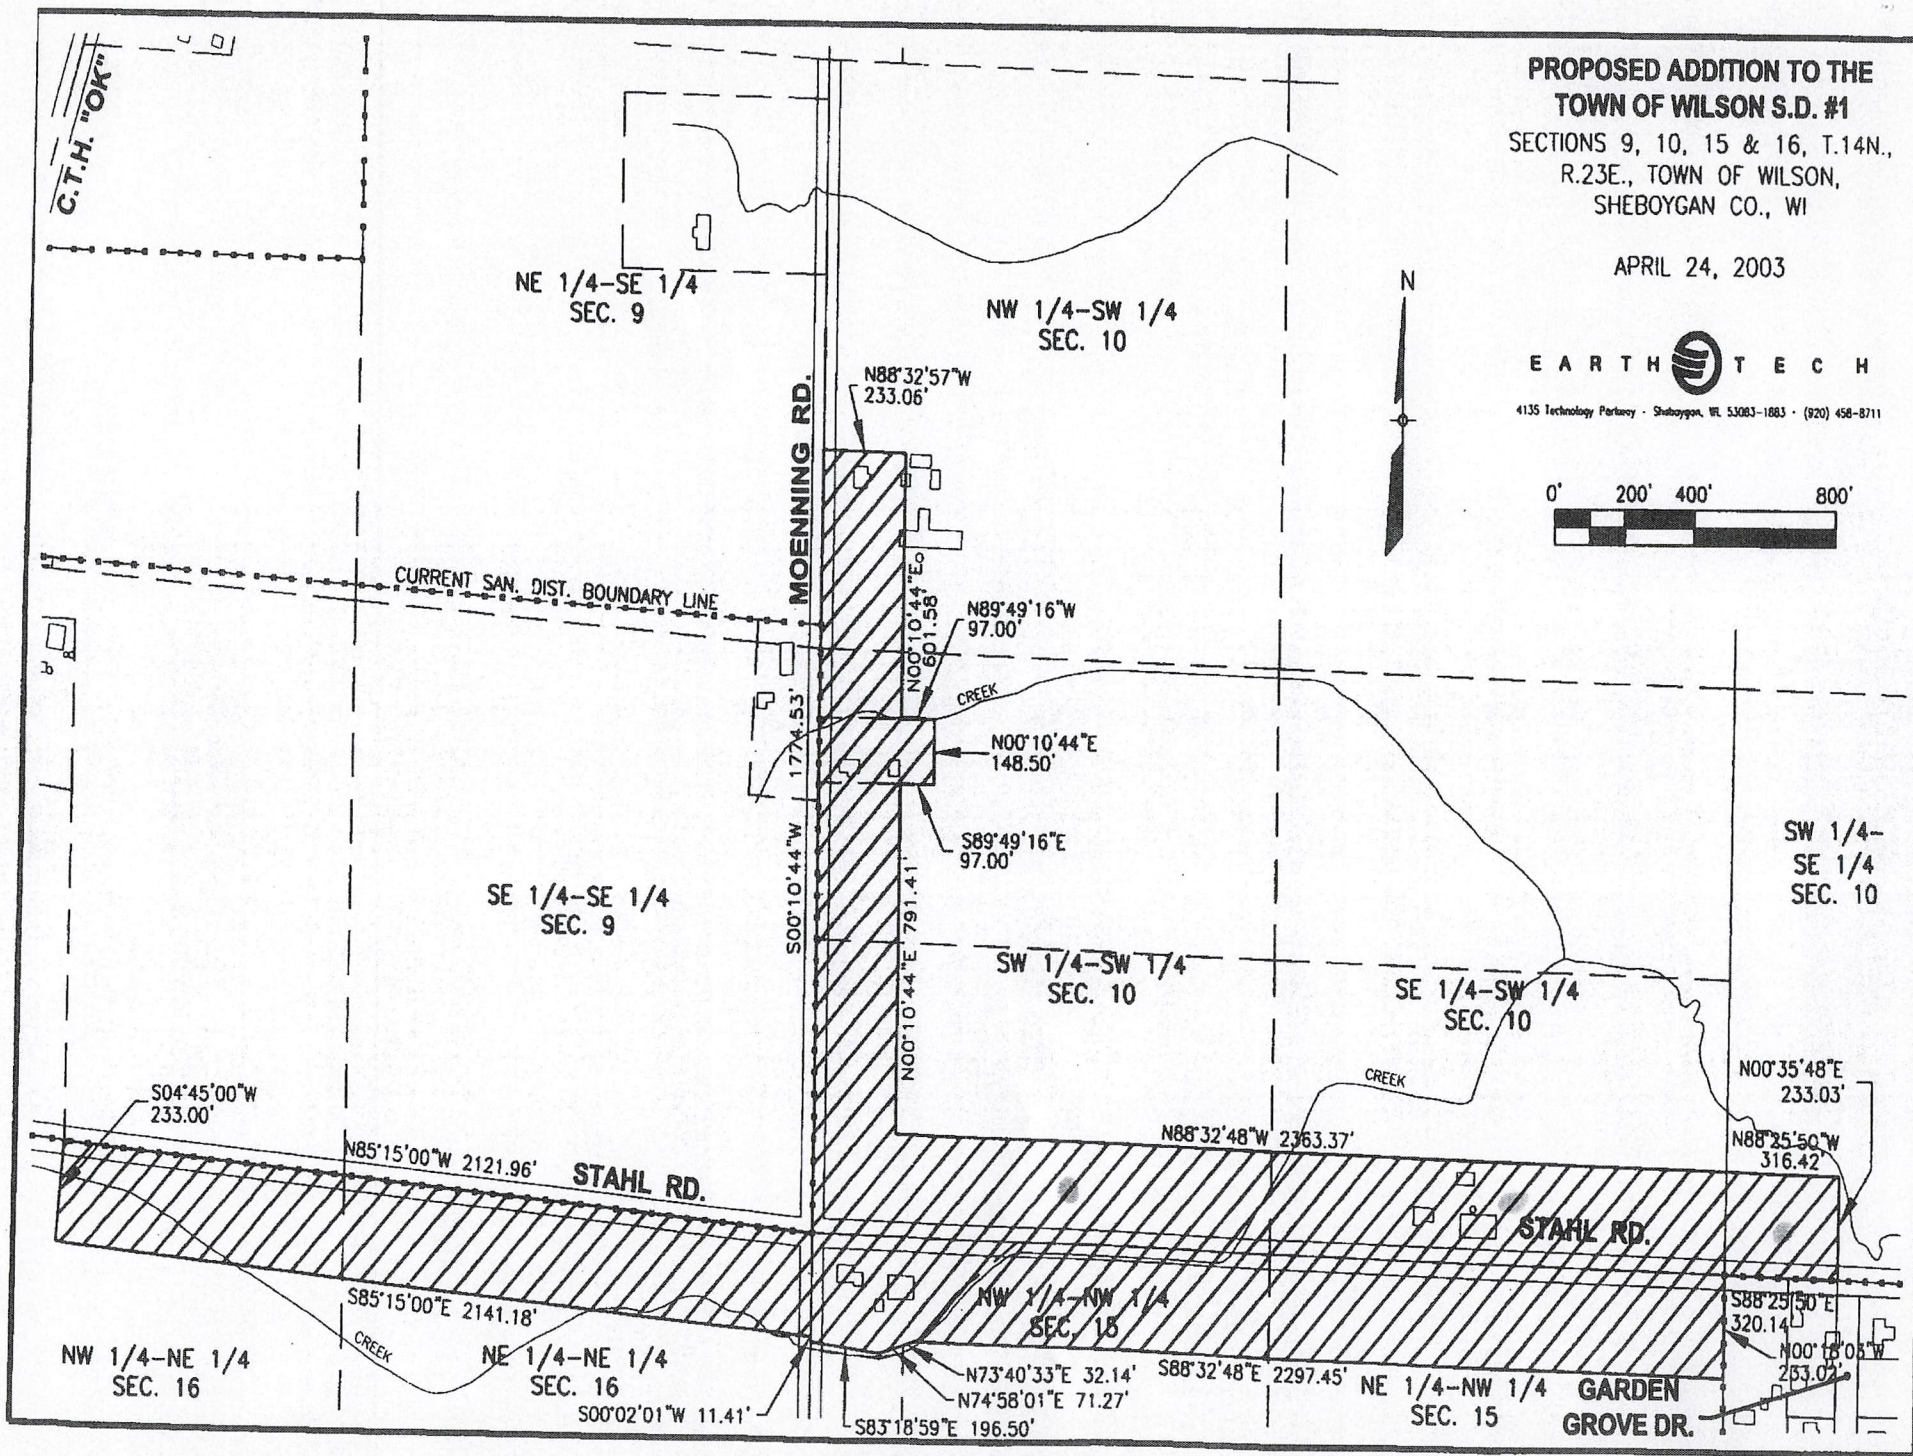 PROPOSED ADDITION TO THE
TOWN OF WILSON S.D. #1
SECTIONS 9, 10, 15 & 16, T.14N.,
R.23E., TOWN OF WILSON,
SHEBOYGAN CO., WI
APRIL 24, 2003
EARTH TECH
4135 Technology Parkway · Sheboygan, WI. 53083-1883 · (920) 458-8711
0' 200' 400' 800'
N
C.T.H. "OK"
NE 1/4-SE 1/4
SEC. 9
NW 1/4-SW 1/4
SEC. 10
N88°32'57"W
233.06'
MOENNING RD.
CURRENT SAN. DIST. BOUNDARY LINE
N00°10'44"E
601.58'
N89°49'16"W
97.00'
CREEK
N00°10'44"E
148.50'
S89°49'16"E
97.00'
S00°10'44"W 1774.53'
N00°10'44"E 791.41'
SW 1/4-
SE 1/4
SEC. 10
SE 1/4-SE 1/4
SEC. 9
SW 1/4-SW 1/4
SEC. 10
SE 1/4-SW 1/4
SEC. 10
CREEK
N00°35'48"E
233.03'
S04°45'00"W
233.00'
N85°15'00"W 2121.96'
STAHL RD.
N88°32'48"W 2363.37'
N88°25'50"W
316.42'
STAHL RD.
S85°15'00"E 2141.18'
CREEK
NW 1/4-NW 1/4
SEC. 15
S88°25'50"E
320.14'
N00°18'03"W
233.02'
NW 1/4-NE 1/4
SEC. 16
NE 1/4-NE 1/4
SEC. 16
S00°02'01"W 11.41'
N73°40'33"E 32.14'
N74°58'01"E 71.27'
S83°18'59"E 196.50'
S88°32'48"E 2297.45'
NE 1/4-NW 1/4
SEC. 15
GARDEN
GROVE DR.